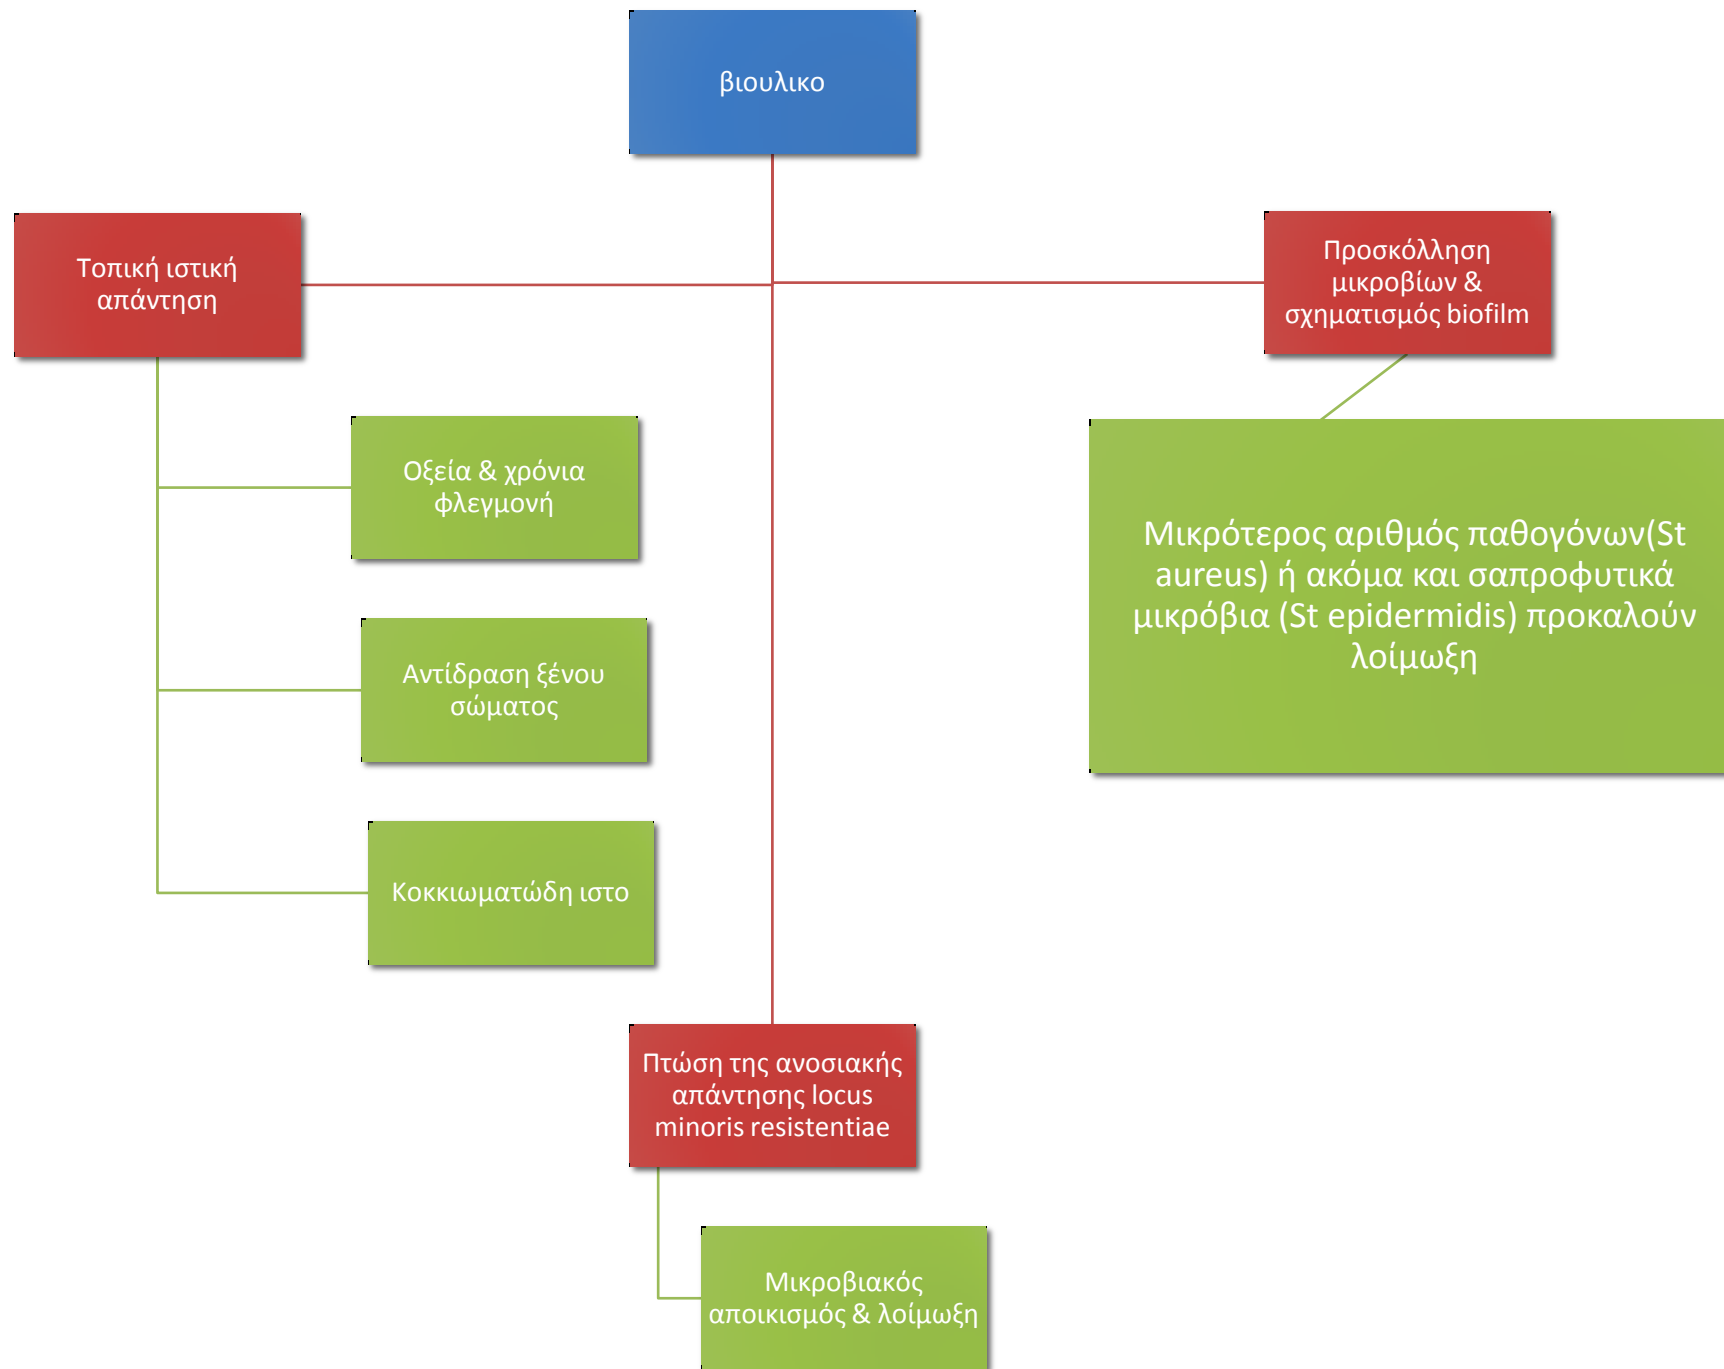 βιουλικο
Τοπική ιστική
απάντηση
Προσκόλληση
μικροβίων &
σχηματισμός biofilm
Οξεία & χρόνια
φλεγμονή
Αντίδραση ξένου
σώματος
Κοκκιωματώδη ιστο
Μικρότερος αριθμός παθογόνων(St
aureus) ή ακόμα και σαπροφυτικά
μικρόβια (St epidermidis) προκαλούν
λοίμωξη
Πτώση της ανοσιακής
απάντησης locus
minoris resistentiae
Μικροβιακός
αποικισμός & λοίμωξη